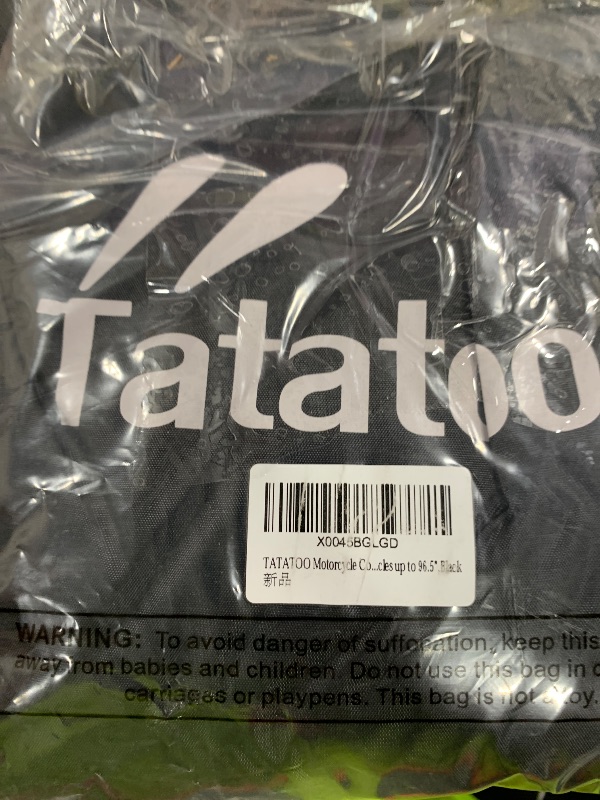 Tatatoo
X0045BGLGD
TATATOO Motorcycle Co...cles up to 96.5",Black
新品
WARNING: To avoid danger of suffocation, keep this
away from babies and children. Do not use this bag in
carriages or playpens. This bag is not a toy.